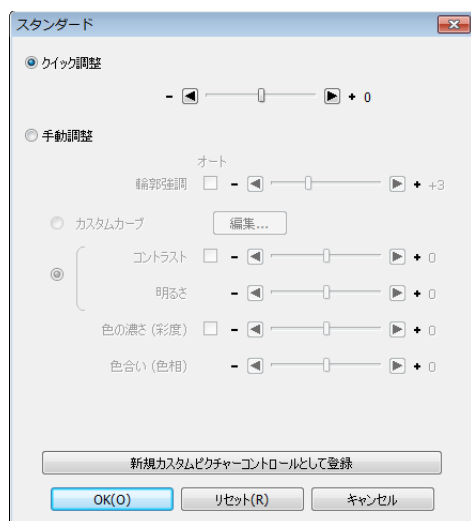 スタンダード
クイック調整
- + 0
手動調整
オート
輪郭強調 - + +3
カスタムカーブ 編集...
コントラスト - + 0
明るさ - + 0
色の濃さ (彩度) - + 0
色合い (色相) - + 0
新規カスタムピクチャーコントロールとして登録
OK(O) リセット(R) キャンセル